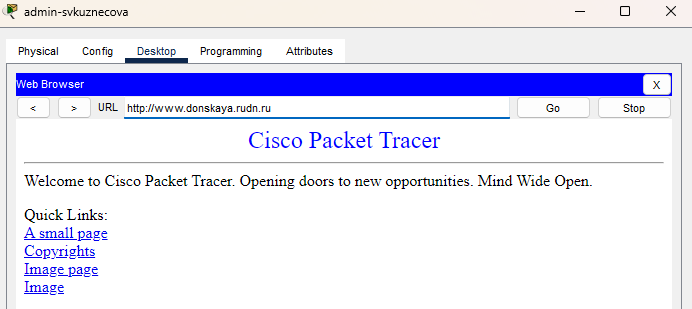 admin-svkuznecova
Physical Config Desktop Programming Attributes
Web Browser X
< > URL http://www.donskaya.rudn.ru Go Stop
Cisco Packet Tracer
Welcome to Cisco Packet Tracer. Opening doors to new opportunities. Mind Wide Open.
Quick Links:
A small page
Copyrights
Image page
Image